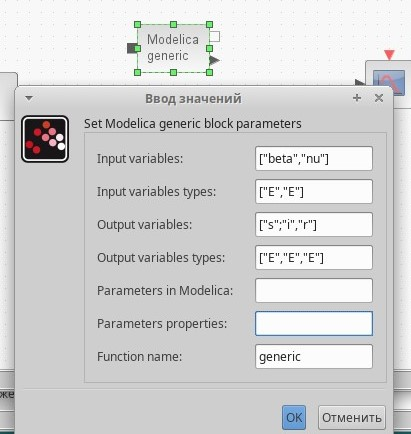 Modelica
generic
Ввод значений
Set Modelica generic block parameters
Input variables: ["beta","nu"]
Input variables types: ["E","E"]
Output variables: ["s";"i","r"]
Output variables types: ["E","E","E"]
Parameters in Modelica:
Parameters properties:
Function name: generic
же
OK Отменить